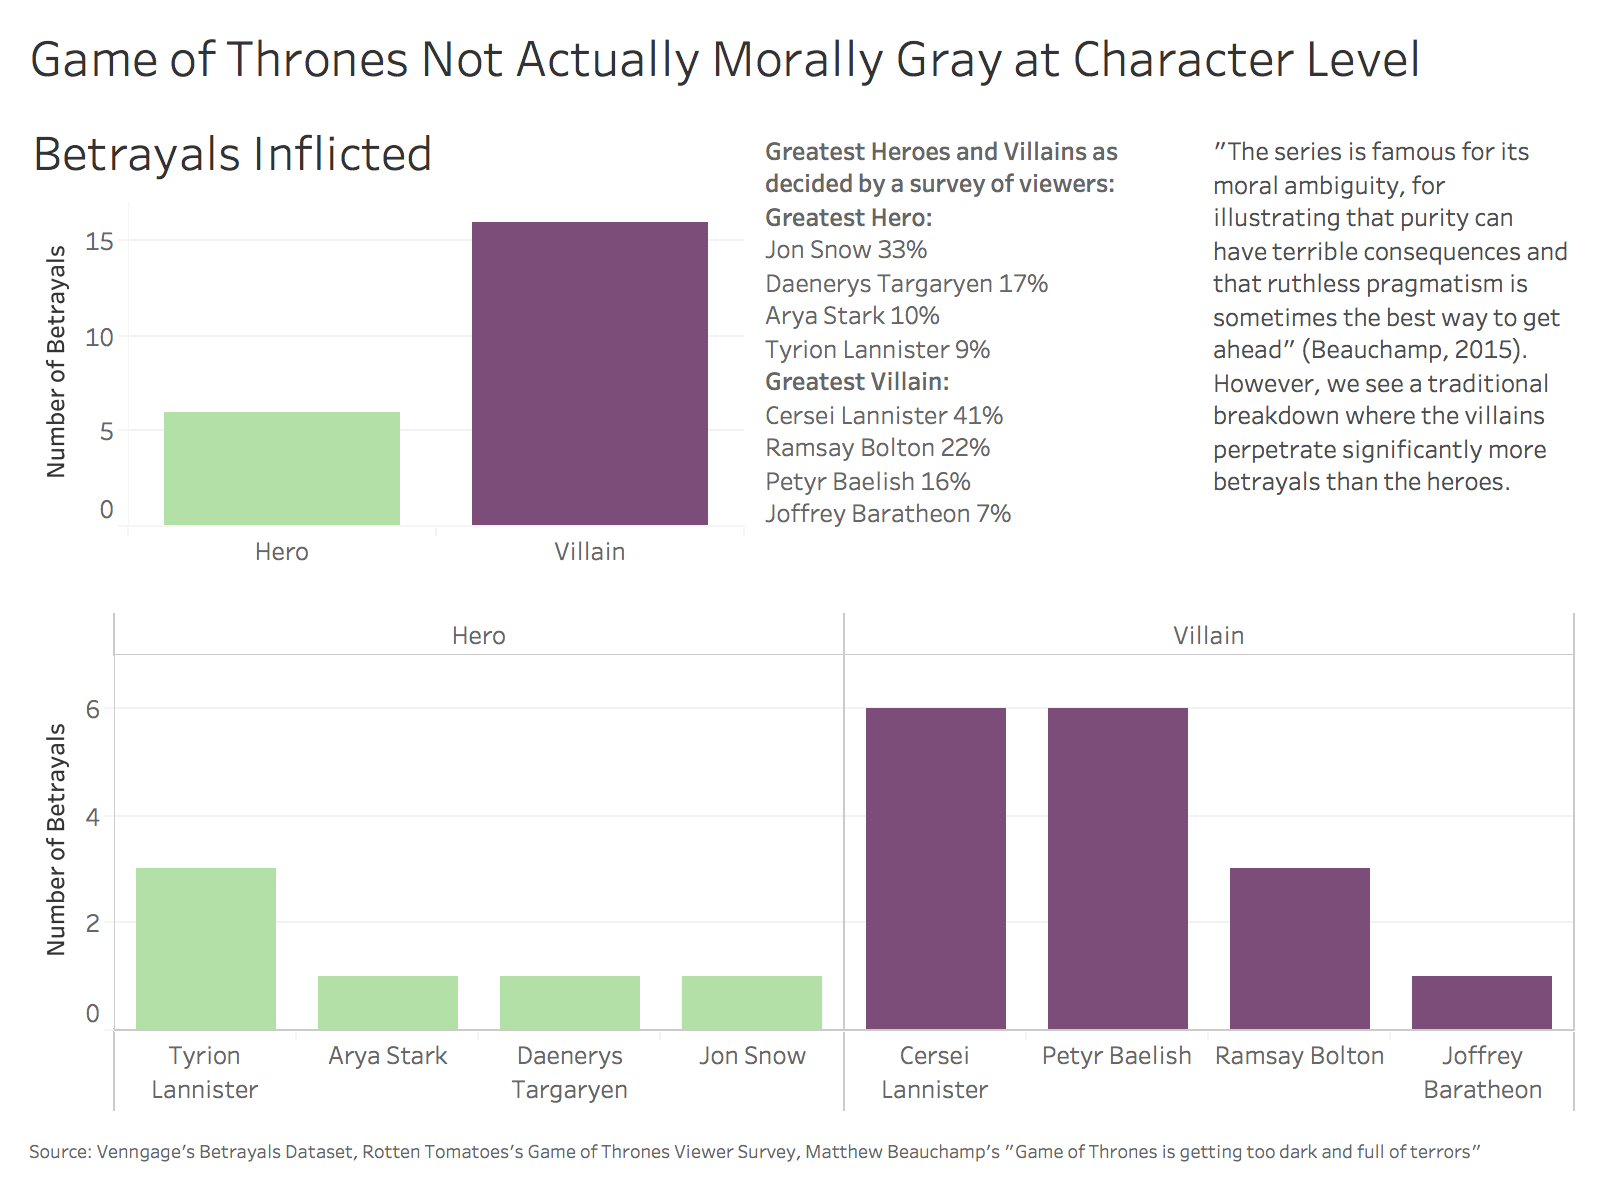 Game of Thrones Not Actually Morally Gray at Character Level
Betrayals Inflicted
Number of Betrayals
15
10
5
0
Hero
Villain
Greatest Heroes and Villains as
decided by a survey of viewers:
Greatest Hero:
Jon Snow 33%
Daenerys Targaryen 17%
Arya Stark 10%
Tyrion Lannister 9%
Greatest Villain:
Cersei Lannister 41%
Ramsay Bolton 22%
Petyr Baelish 16%
Joffrey Baratheon 7%
”The series is famous for its
moral ambiguity, for
illustrating that purity can
have terrible consequences and
that ruthless pragmatism is
sometimes the best way to get
ahead” (Beauchamp, 2015).
However, we see a traditional
breakdown where the villains
perpetrate significantly more
betrayals than the heroes.
Hero
Villain
Number of Betrayals
6
4
2
0
Tyrion
Lannister
Arya Stark
Daenerys
Targaryen
Jon Snow
Cersei
Lannister
Petyr Baelish
Ramsay Bolton
Joffrey
Baratheon
Source: Venngage’s Betrayals Dataset, Rotten Tomatoes’s Game of Thrones Viewer Survey, Matthew Beauchamp’s ”Game of Thrones is getting too dark and full of terrors”